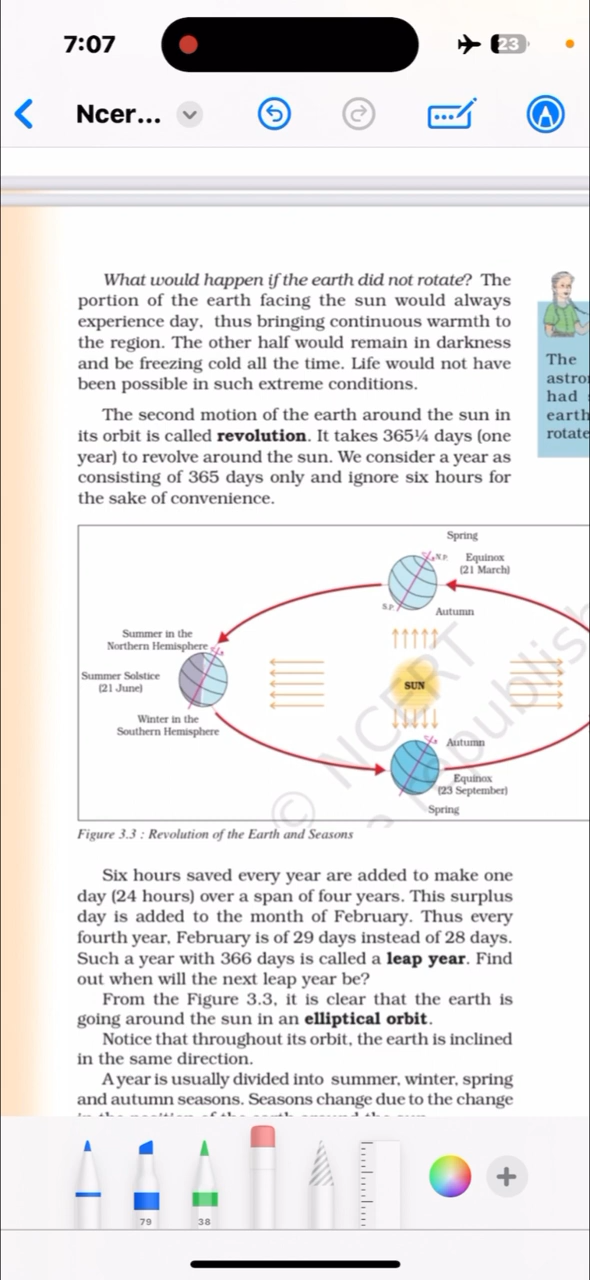 7:07
23
Ncer...
What would happen if the earth did not rotate? The
portion of the earth facing the sun would always
experience day, thus bringing continuous warmth to
the region. The other half would remain in darkness
and be freezing cold all the time. Life would not have
been possible in such extreme conditions.
The
astro
had
earth
rotate
The second motion of the earth around the sun in
its orbit is called revolution. It takes 365¼ days (one
year) to revolve around the sun. We consider a year as
consisting of 365 days only and ignore six hours for
the sake of convenience.
Spring
N.P.
Equinox
(21 March)
S.P.
Autumn
Summer in the
Northern Hemisphere
Summer Solstice
(21 June)
Winter in the
Southern Hemisphere
SUN
Autumn
Equinox
(23 September)
Spring
© NCERT
republish
Figure 3.3 : Revolution of the Earth and Seasons
Six hours saved every year are added to make one
day (24 hours) over a span of four years. This surplus
day is added to the month of February. Thus every
fourth year, February is of 29 days instead of 28 days.
Such a year with 366 days is called a leap year. Find
out when will the next leap year be?
From the Figure 3.3, it is clear that the earth is
going around the sun in an elliptical orbit.
Notice that throughout its orbit, the earth is inclined
in the same direction.
A year is usually divided into summer, winter, spring
and autumn seasons. Seasons change due to the change
79
38